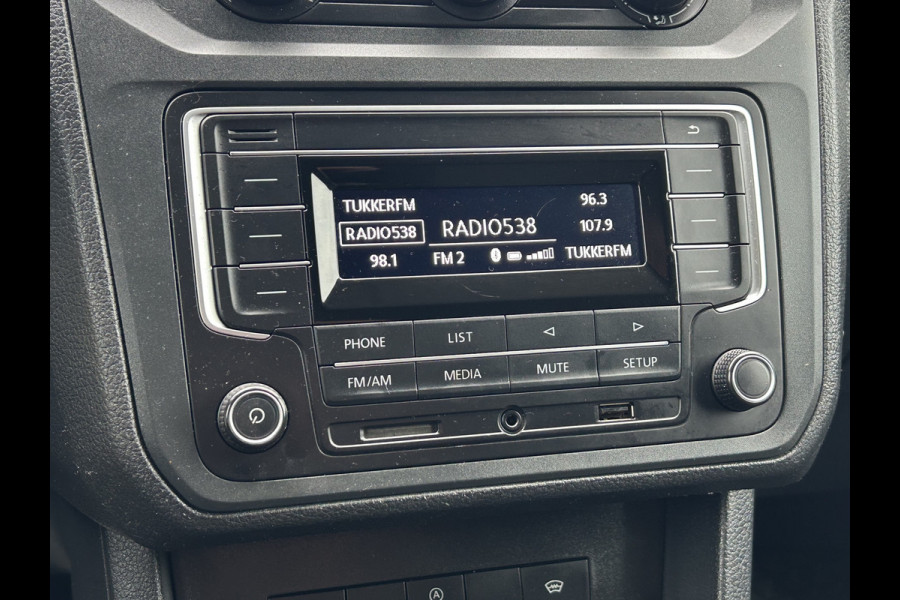 TUKKERFM
RADIO538
98.1
RADIO538
FM 2
96.3
107.9
TUKKERFM
PHONE
LIST
FM/AM
MEDIA
MUTE
SETUP
A